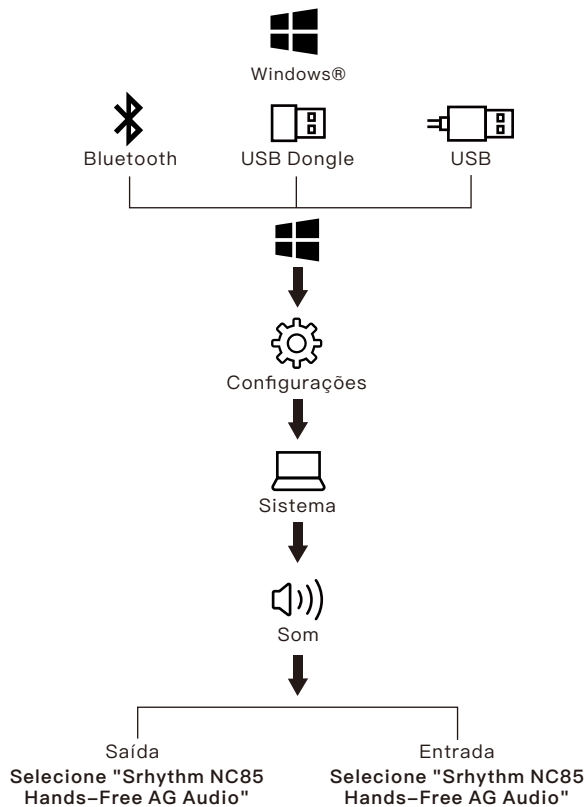 Windows®
Bluetooth USB Dongle USB
Configurações
Sistema
Som
Saída
Selecione "Srhythm NC85
Hands–Free AG Audio"
Entrada
Selecione "Srhythm NC85
Hands–Free AG Audio"